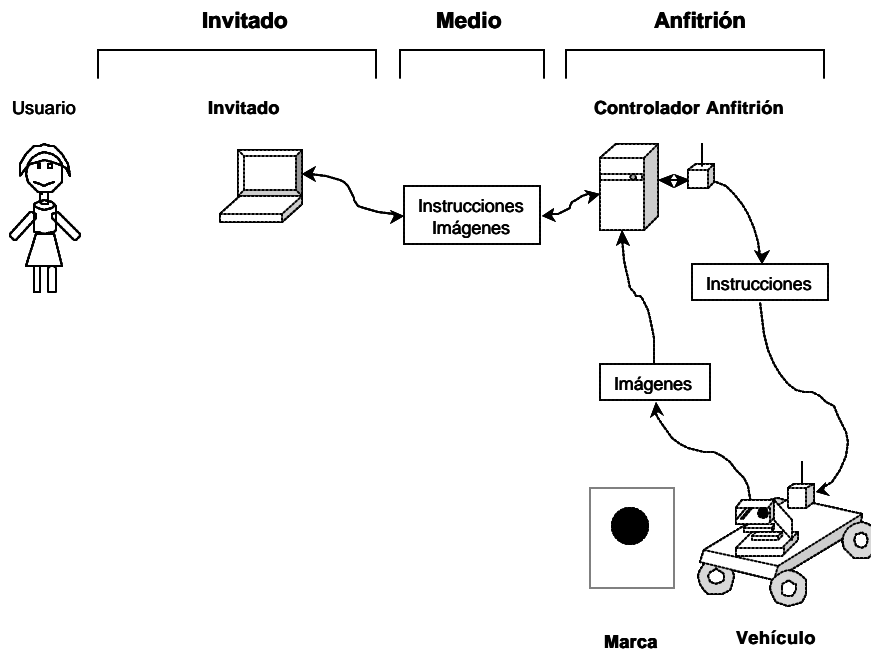 Invitado
Medio
Anfitrión
Usuario
Invitado
Controlador Anfitrión
Instrucciones
Imágenes
Instrucciones
Imágenes
Marca
Vehículo